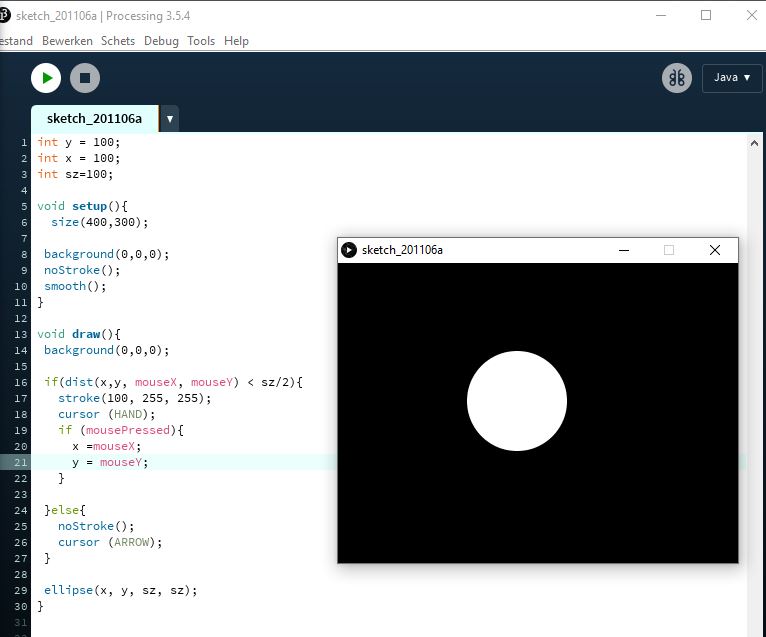 sketch_201106a | Processing 3.5.4
estand Bewerken Schets Debug Tools Help
Java ▼
sketch_201106a ▼
1 int y = 100;
2 int x = 100;
3 int sz=100;
4
5 void setup(){
6 size(400,300);
7
8 background(0,0,0);
9 noStroke();
10 smooth();
11 }
12
13 void draw(){
14 background(0,0,0);
15
16 if(dist(x,y, mouseX, mouseY) < sz/2){
17 stroke(100, 255, 255);
18 cursor (HAND);
19 if (mousePressed){
20 x =mouseX;
21 y = mouseY;
22 }
23
24 }else{
25 noStroke();
26 cursor (ARROW);
27 }
28
29 ellipse(x, y, sz, sz);
30 }
31
sketch_201106a